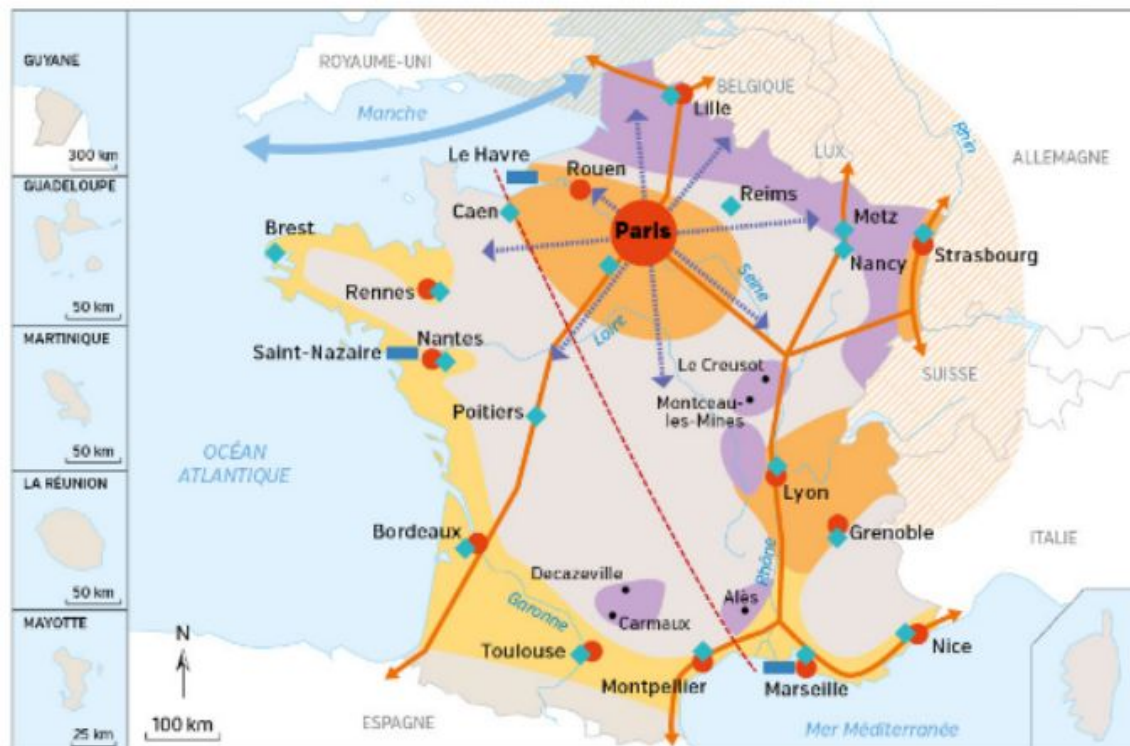 GUYANE
300 km
GUADELOUPE
50 km
MARTINIQUE
50 km
LA RÉUNION
50 km
MAYOTTE
25 km
ROYAUME-UNI
Manche
BELGIQUE
Lille
LUX
Rhin
ALLEMAGNE
Le Havre
Rouen
Caen
Paris
Reims
Metz
Nancy
Strasbourg
Brest
Rennes
Seine
Loire
Nantes
Saint-Nazaire
Le Creusot
Montceau-
les-Mines
SUISSE
Poitiers
OCÉAN
ATLANTIQUE
Lyon
Grenoble
ITALIE
Bordeaux
Rhône
Decazeville
Carmaux
Alès
Garonne
Toulouse
Montpellier
Marseille
Nice
N
100 km
ESPAGNE
Mer Méditerranée